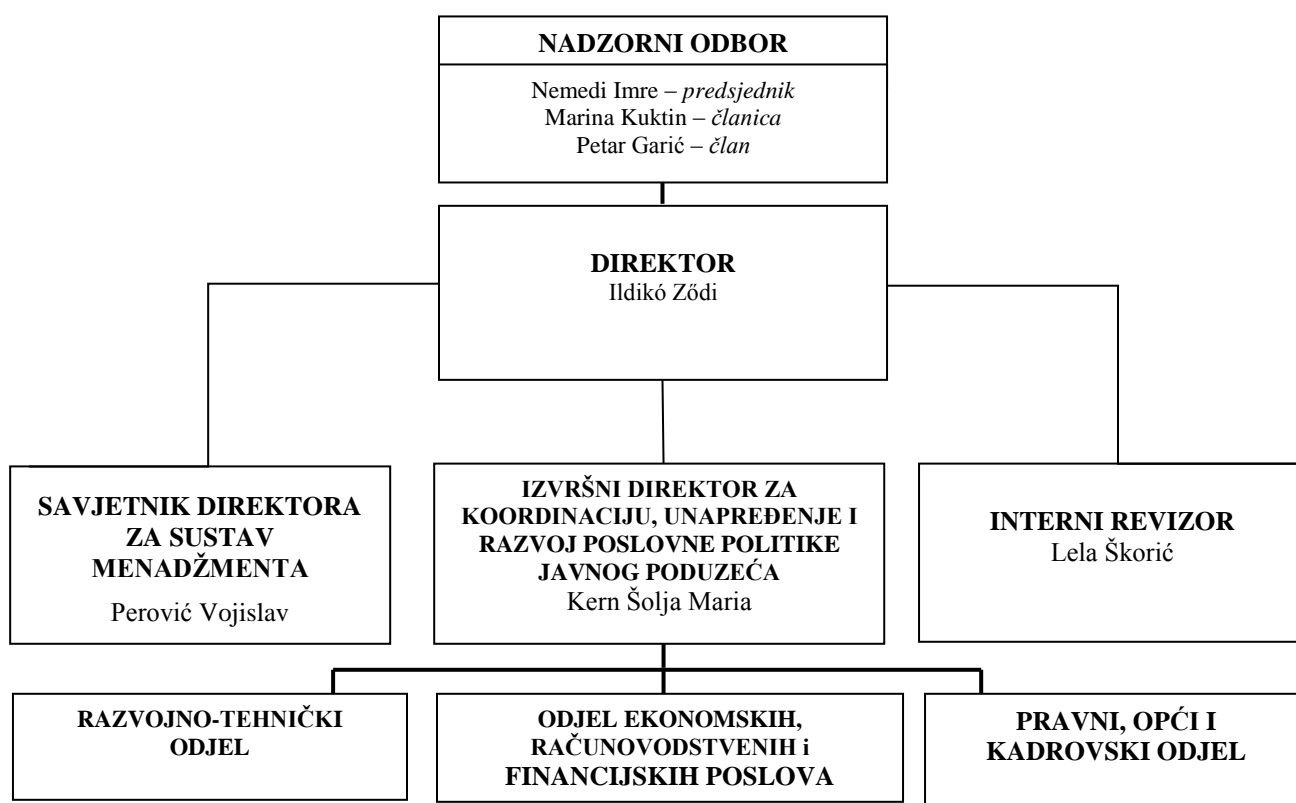 NADZORNI ODBOR
Nemedi Imre – predsjednik
Marina Kuktin – članica
Petar Garić – član
DIREKTOR
Ildikó Ződi
SAVJETNIK DIREKTORA
ZA SUSTAV
MENADŽMENTA
Perović Vojislav
IZVRŠNI DIREKTOR ZA
KOORDINACIJU, UNAPREĐENJE I
RAZVOJ POSLOVNE POLITIKE
JAVNOG PODUZEĆA
Kern Šolja Maria
INTERNI REVIZOR
Lela Škorić
RAZVOJNO-TEHNIČKI
ODJEL
ODJEL EKONOMSKIH,
RAČUNOVODSTVENIH i
FINANCIJSKIH POSLOVA
PRAVNI, OPĆI I
KADROVSKI ODJEL